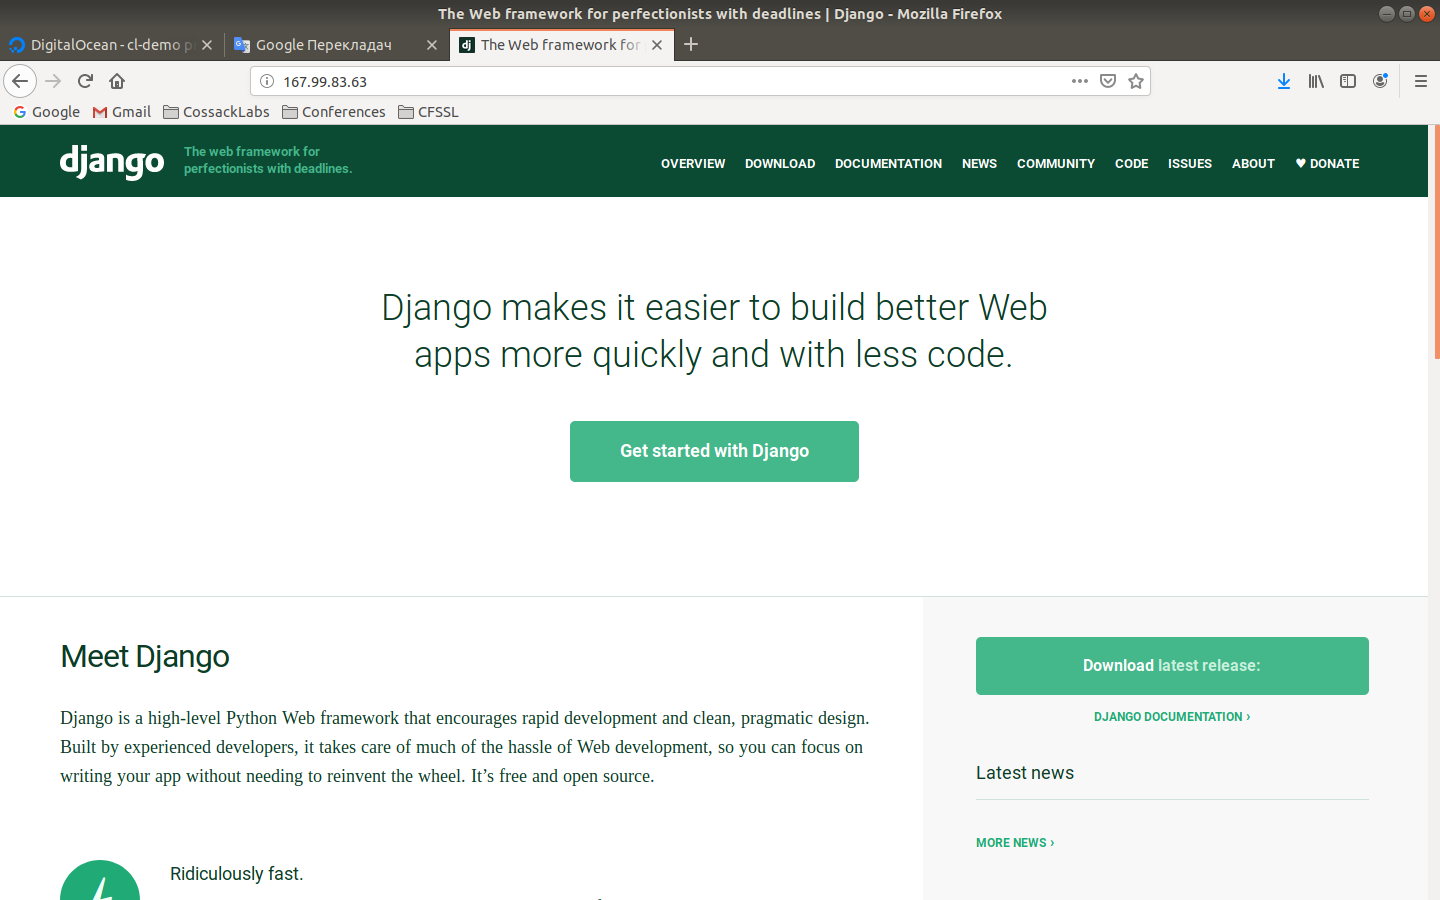 The Web framework for perfectionists with deadlines | Django - Mozilla Firefox
DigitalOcean - cl-demo
Google Перекладач
The Web framework for
167.99.83.63
Google Gmail CossackLabs Conferences CFSSL
django
The web framework for
perfectionists with deadlines.
OVERVIEW DOWNLOAD DOCUMENTATION NEWS COMMUNITY CODE ISSUES ABOUT ♥ DONATE
Django makes it easier to build better Web
apps more quickly and with less code.
Get started with Django
Meet Django
Django is a high-level Python Web framework that encourages rapid development and clean, pragmatic design.
Built by experienced developers, it takes care of much of the hassle of Web development, so you can focus on
writing your app without needing to reinvent the wheel. It’s free and open source.
Ridiculously fast.
Download latest release:
DJANGO DOCUMENTATION ›
Latest news
MORE NEWS ›